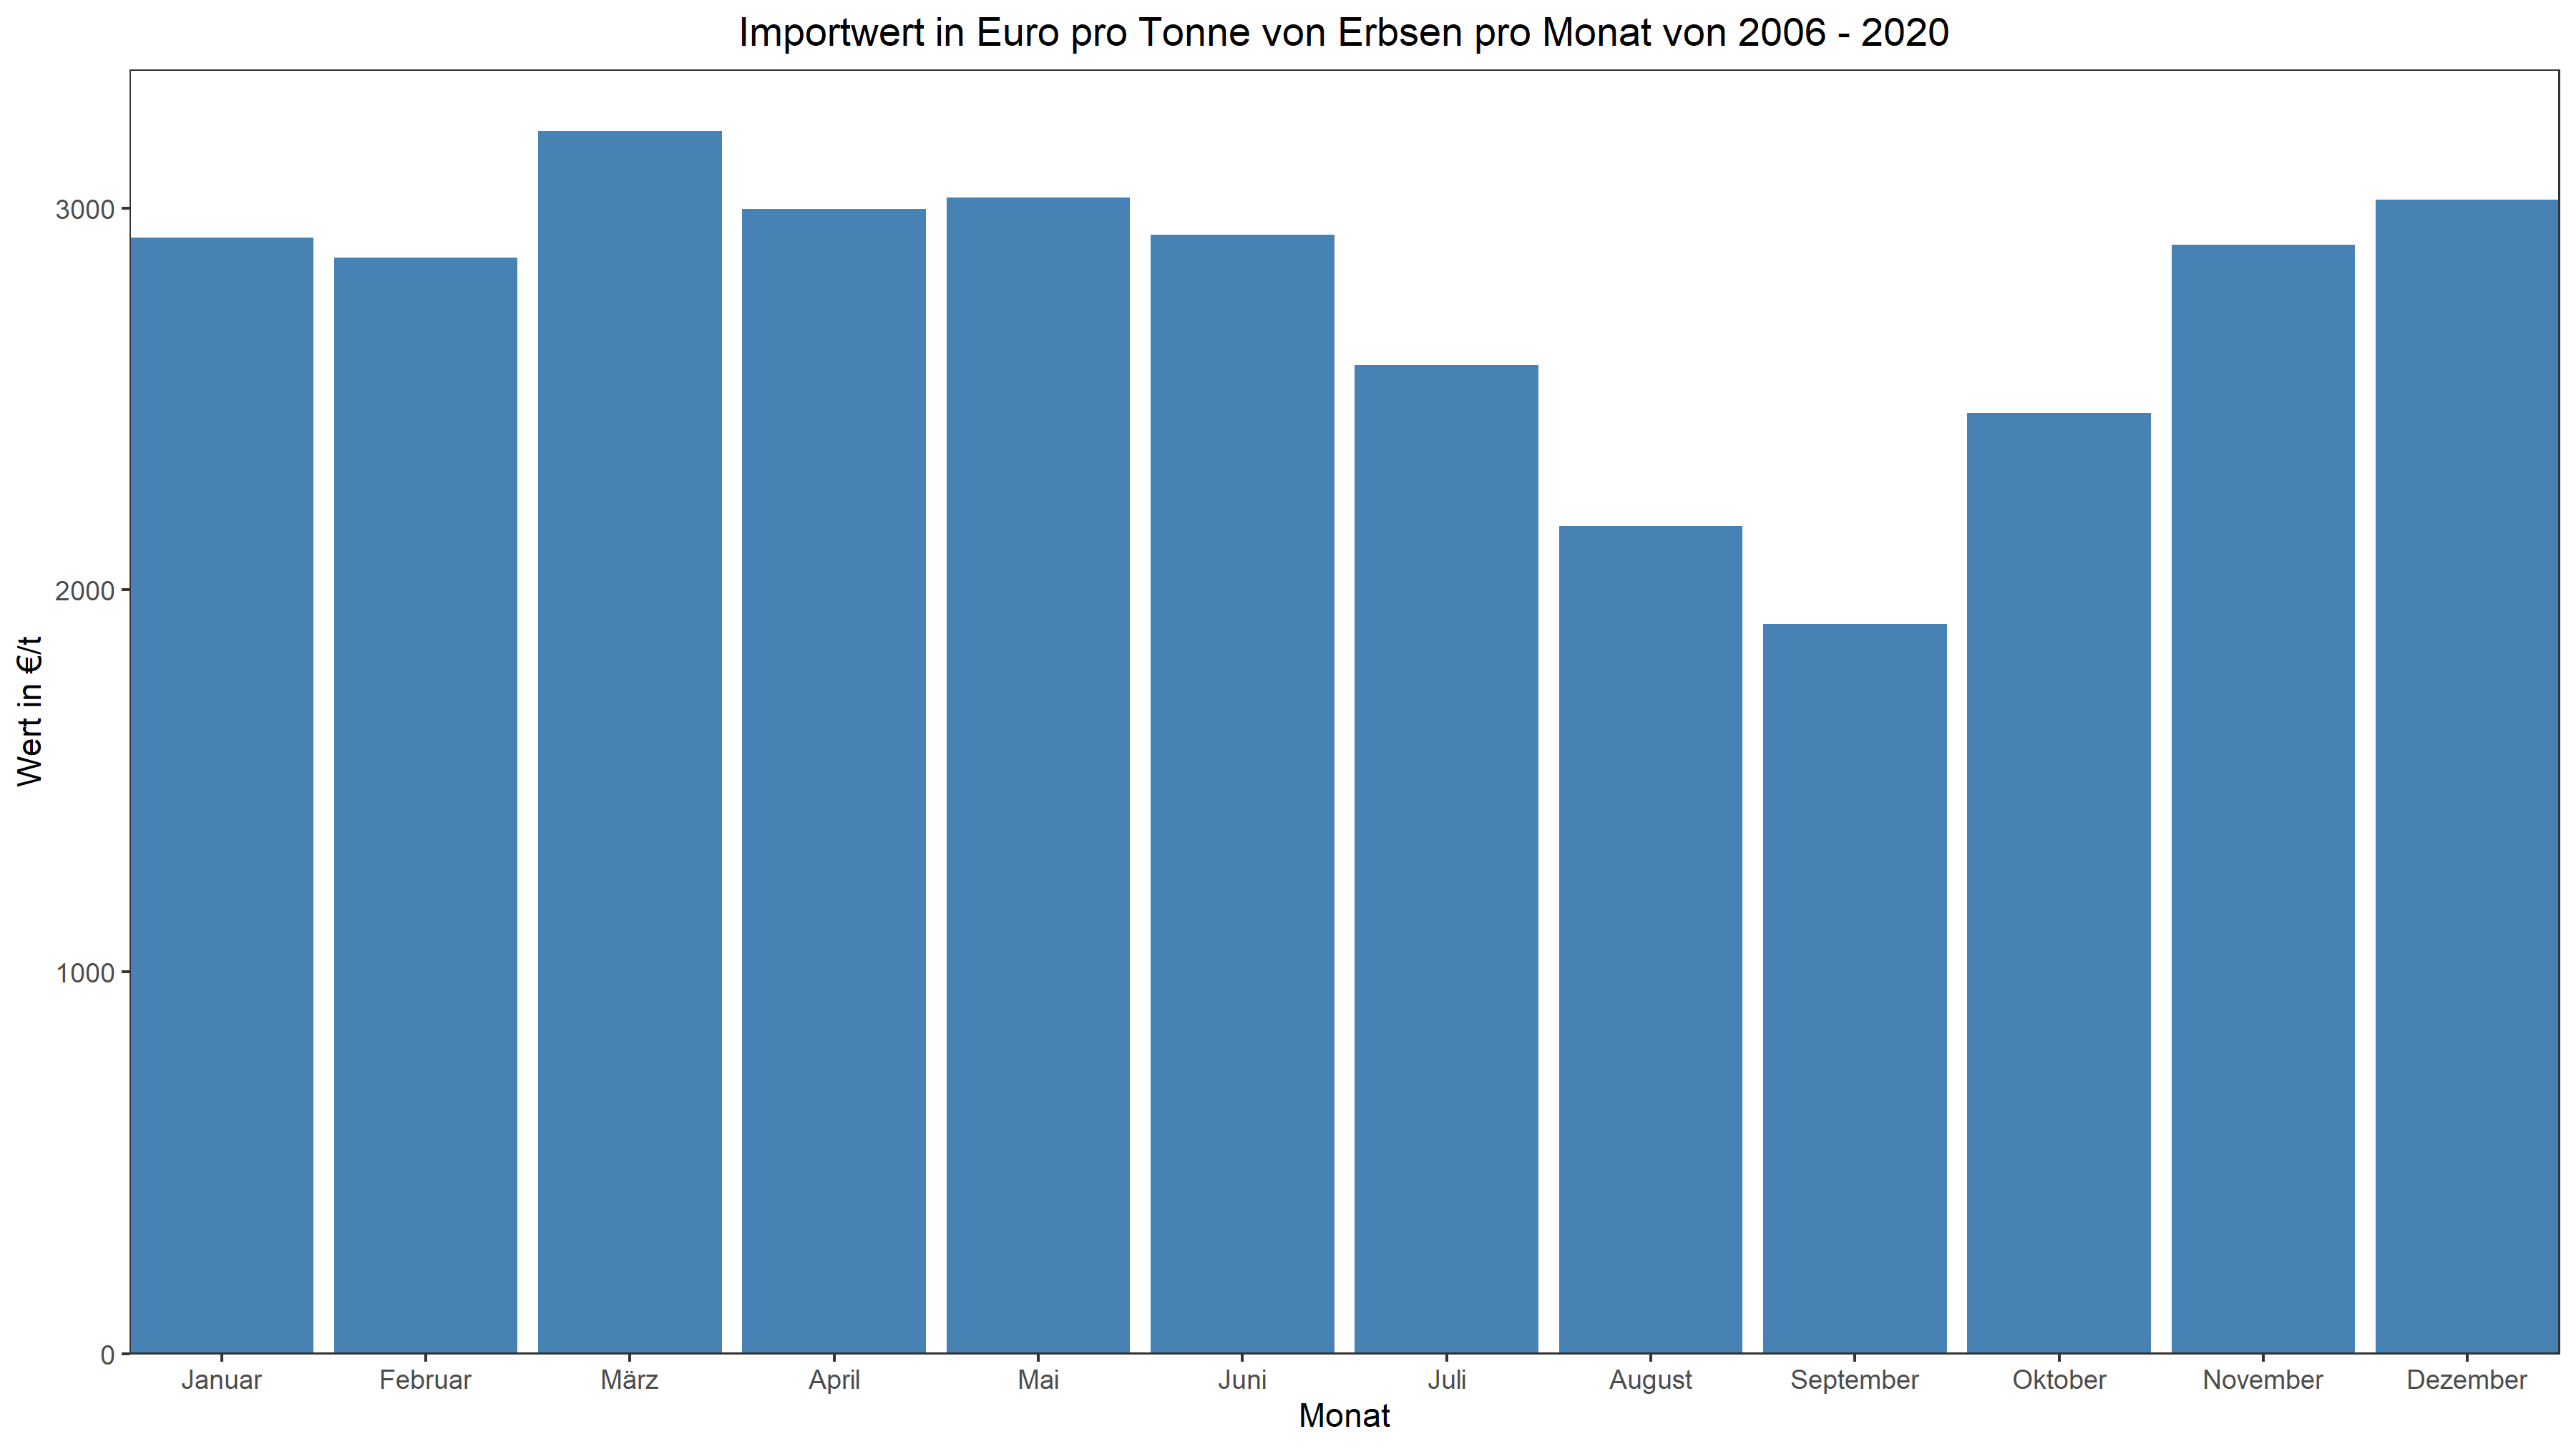 Importwert in Euro pro Tonne von Erbsen pro Monat von 2006 - 2020
Wert in €/t
3000
2000
1000
0
Januar Februar März April Mai Juni Juli August September Oktober November Dezember
Monat